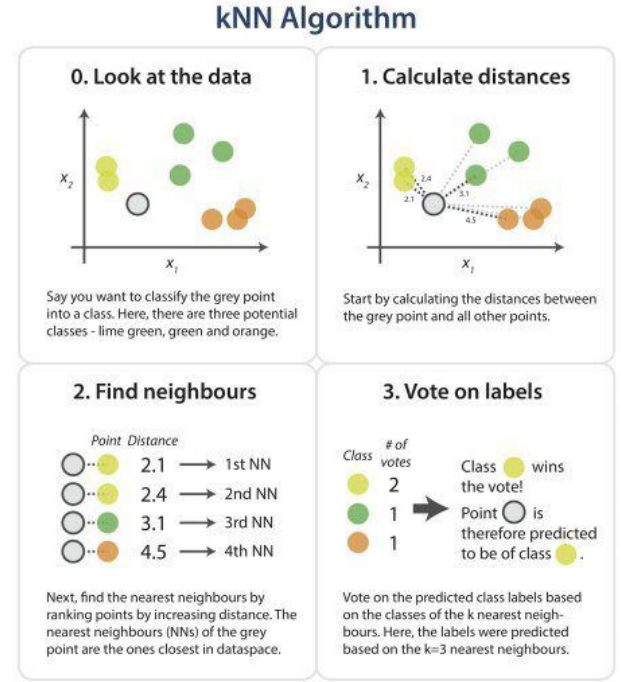 kNN Algorithm
0. Look at the data
x2
x1
Say you want to classify the grey point
into a class. Here, there are three potential
classes - lime green, green and orange.
1. Calculate distances
x2
2.4
2.1
3.1
4.5
x1
Start by calculating the distances between
the grey point and all other points.
2. Find neighbours
Point Distance
2.1 1st NN
2.4 2nd NN
3.1 3rd NN
4.5 4th NN
Next, find the nearest neighbours by
ranking points by increasing distance. The
nearest neighbours (NNs) of the grey
point are the ones closest in dataspace.
3. Vote on labels
Class # of
votes
2
1
1
Class wins
the vote!
Point is
therefore predicted
to be of class .
Vote on the predicted class labels based
on the classes of the k nearest neigh-
bours. Here, the labels were predicted
based on the k=3 nearest neighbours.